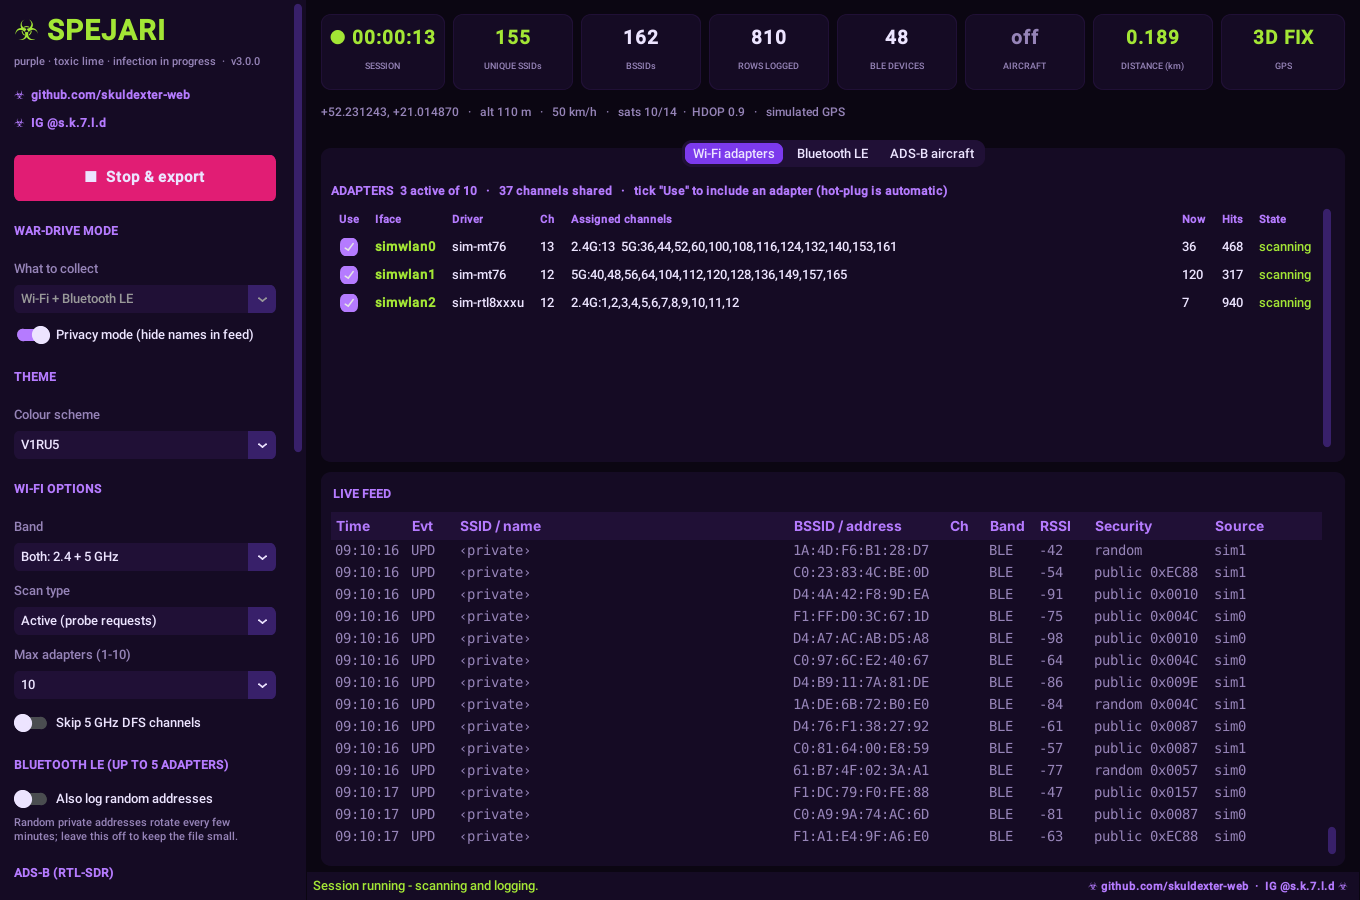 ☣ SPEJARI
purple · toxic lime · infection in progress · v3.0.0
☣ github.com/skuldexter-web
☣ IG @s.k.7.l.d
Stop & export
WAR-DRIVE MODE
What to collect
Wi-Fi + Bluetooth LE
Privacy mode (hide names in feed)
THEME
Colour scheme
V1RU5
WI-FI OPTIONS
Band
Both: 2.4 + 5 GHz
Scan type
Active (probe requests)
Max adapters (1-10)
10
Skip 5 GHz DFS channels
BLUETOOTH LE (UP TO 5 ADAPTERS)
Also log random addresses
Random private addresses rotate every few
minutes; leave this off to keep the file small.
ADS-B (RTL-SDR)
● 00:00:13 155 162 810 48 off 0.189 3D FIX
SESSION UNIQUE SSIDs BSSIDs ROWS LOGGED BLE DEVICES AIRCRAFT DISTANCE (km) GPS
+52.231243, +21.014870 · alt 110 m · 50 km/h · sats 10/14 · HDOP 0.9 · simulated GPS
Wi-Fi adapters Bluetooth LE ADS-B aircraft
ADAPTERS 3 active of 10 · 37 channels shared · tick "Use" to include an adapter (hot-plug is automatic)
Use Iface Driver Ch Assigned channels Now Hits State
simwlan0 sim-mt76 13 2.4G:13 5G:36,44,52,60,100,108,116,124,132,140,153,161 36 468 scanning
simwlan1 sim-mt76 12 5G:40,48,56,64,104,112,120,128,136,149,157,165 120 317 scanning
simwlan2 sim-rtl8xxxu 12 2.4G:1,2,3,4,5,6,7,8,9,10,11,12 7 940 scanning
LIVE FEED
Time Evt SSID / name BSSID / address Ch Band RSSI Security Source
09:10:16 UPD ‹private› 1A:4D:F6:B1:28:D7 BLE -42 random sim1
09:10:16 UPD ‹private› C0:23:83:4C:BE:0D BLE -54 public 0xEC88 sim1
09:10:16 UPD ‹private› D4:4A:42:F8:9D:EA BLE -91 public 0x0010 sim1
09:10:16 UPD ‹private› F1:FF:D0:3C:67:1D BLE -75 public 0x004C sim0
09:10:16 UPD ‹private› D4:A7:AC:AB:D5:A8 BLE -98 public 0x0010 sim0
09:10:16 UPD ‹private› C0:97:6C:E2:40:67 BLE -64 public 0x004C sim0
09:10:16 UPD ‹private› D4:B9:11:7A:81:DE BLE -86 public 0x009E sim0
09:10:16 UPD ‹private› 1A:DE:6B:72:B0:E0 BLE -84 random 0x004C sim0
09:10:16 UPD ‹private› D4:76:F1:38:27:92 BLE -61 public 0x0087 sim0
09:10:16 UPD ‹private› C0:81:64:00:E8:59 BLE -57 public 0x0087 sim1
09:10:16 UPD ‹private› 61:B7:4F:02:3A:A1 BLE -77 random 0x0057 sim0
09:10:17 UPD ‹private› F1:DC:79:F0:FE:88 BLE -47 public 0x0157 sim0
09:10:17 UPD ‹private› C0:A9:9A:74:AC:6D BLE -81 public 0x0087 sim0
09:10:17 UPD ‹private› F1:A1:E4:9F:A6:E0 BLE -63 public 0xEC88 sim0
Session running - scanning and logging.
☣ github.com/skuldexter-web · IG @s.k.7.l.d ☣